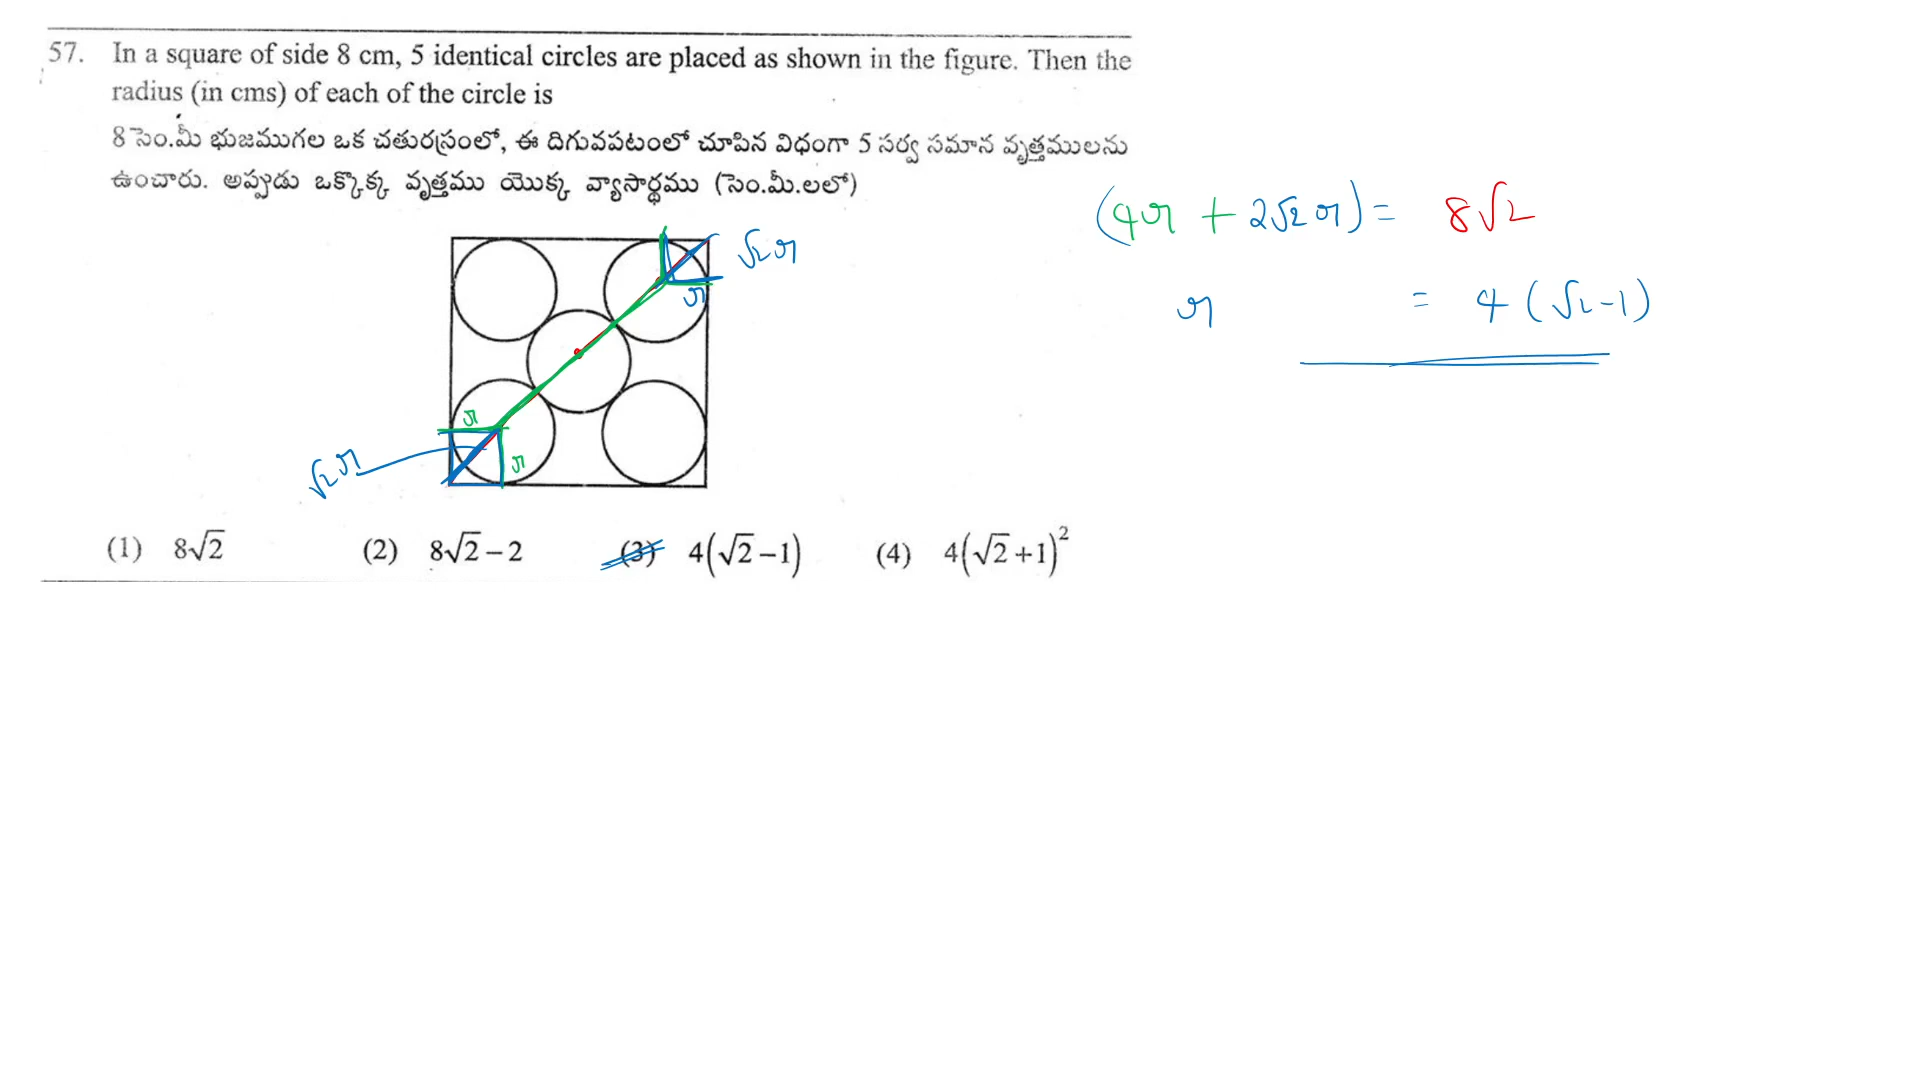 57. In a square of side 8 cm, 5 identical circles are placed as shown in the figure. Then the
radius (in cms) of each of the circle is
8 సెం.మీ భుజముగల ఒక చతురస్రంలో, ఈ దిగువపటంలో చూపిన విధంగా 5 సర్వ సమాన వృత్తములను
ఉంచారు. అప్పుడు ఒక్కొక్క వృత్తము యొక్క వ్యాసార్థము (సెం.మీ.లలో)
(4r + 2√2 r) = 8√2
r = 4(√2-1)
√2 r
r
r
r
√2 r
(1) 8√2 (2) 8√2-2 (3) 4(√2-1) (4) 4(√2+1)²